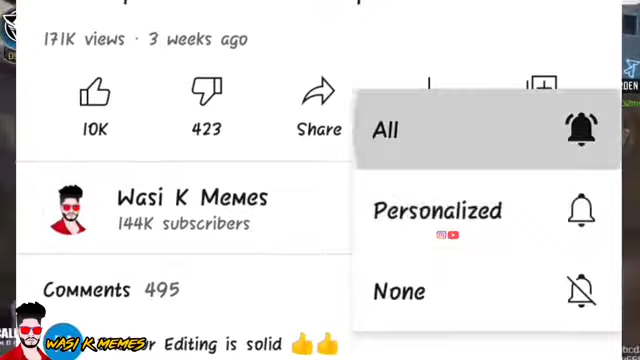 171K views · 3 weeks ago
10K
423
Share
All
Wasi K Memes
144K subscribers
Personalized
Comments 495
None
Editing is solid 👍👍
WASI K MEMES